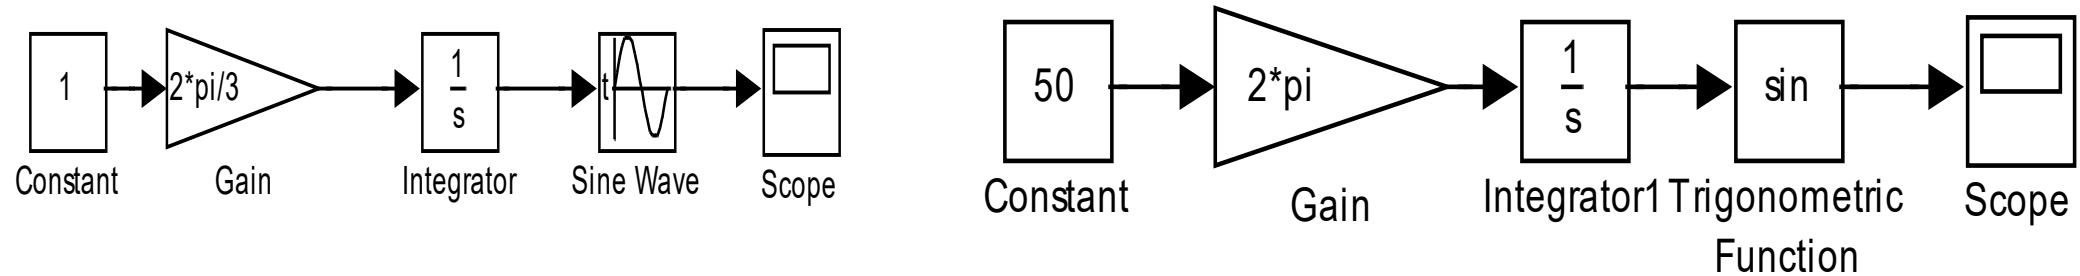 1
2*pi/3
1
s
t
Constant
Gain
Integrator
Sine Wave
Scope
50
2*pi
1
s
sin
Constant
Gain
Integrator1
Trigonometric
Function
Scope